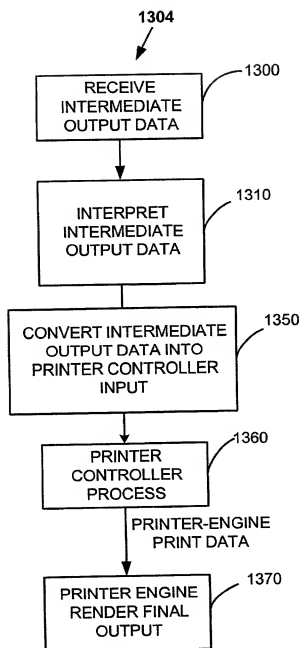 1304
RECEIVE
INTERMEDIATE
OUTPUT DATA
1300
INTERPRET
INTERMEDIATE
OUTPUT DATA
1310
CONVERT INTERMEDIATE
OUTPUT DATA INTO
PRINTER CONTROLLER
INPUT
1350
PRINTER
CONTROLLER
PROCESS
1360
PRINTER-ENGINE
PRINT DATA
PRINTER ENGINE
RENDER FINAL
OUTPUT
1370